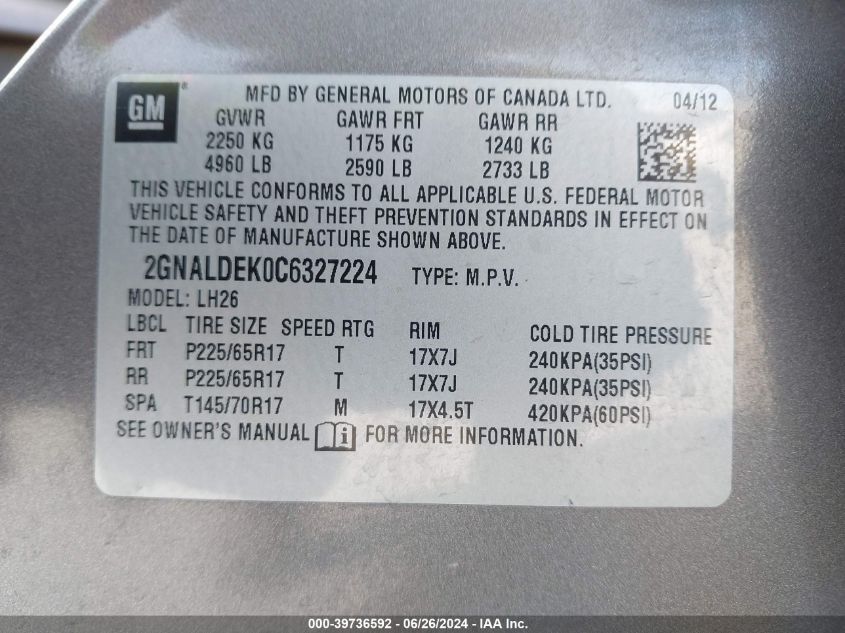 GM ® MFD BY GENERAL MOTORS OF CANADA LTD. 04/12
GVWR GAWR FRT GAWR RR
2250 KG 1175 KG 1240 KG
4960 LB 2590 LB 2733 LB
THIS VEHICLE CONFORMS TO ALL APPLICABLE U.S. FEDERAL MOTOR
VEHICLE SAFETY AND THEFT PREVENTION STANDARDS IN EFFECT ON
THE DATE OF MANUFACTURE SHOWN ABOVE.
2GNALDEK0C6327224 TYPE: M.P.V.
MODEL: LH26
LBCL TIRE SIZE SPEED RTG RIM COLD TIRE PRESSURE
FRT P225/65R17 T 17X7J 240KPA(35PSI)
RR P225/65R17 T 17X7J 240KPA(35PSI)
SPA T145/70R17 M 17X4.5T 420KPA(60PSI)
SEE OWNER'S MANUAL i FOR MORE INFORMATION.
000-39736592 - 06/26/2024 - IAA Inc.